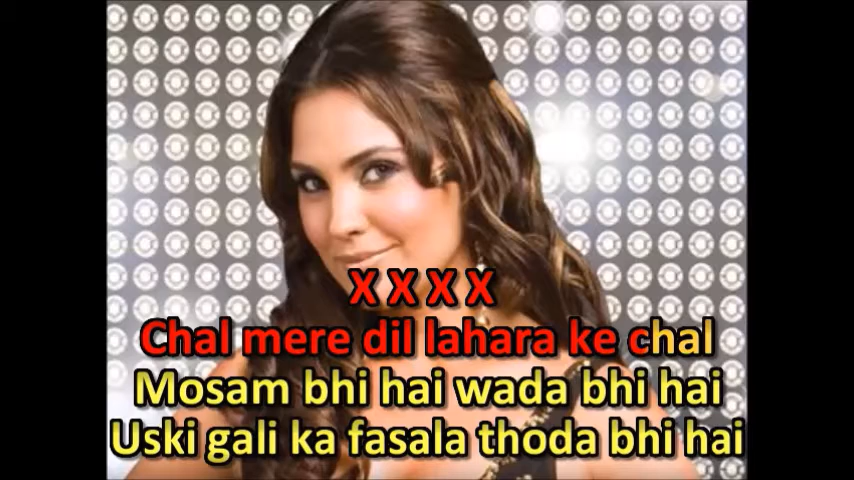 X X X X
Chal mere dil lahara ke chal
Mosam bhi hai wada bhi hai
Uski gali ka fasala thoda bhi hai